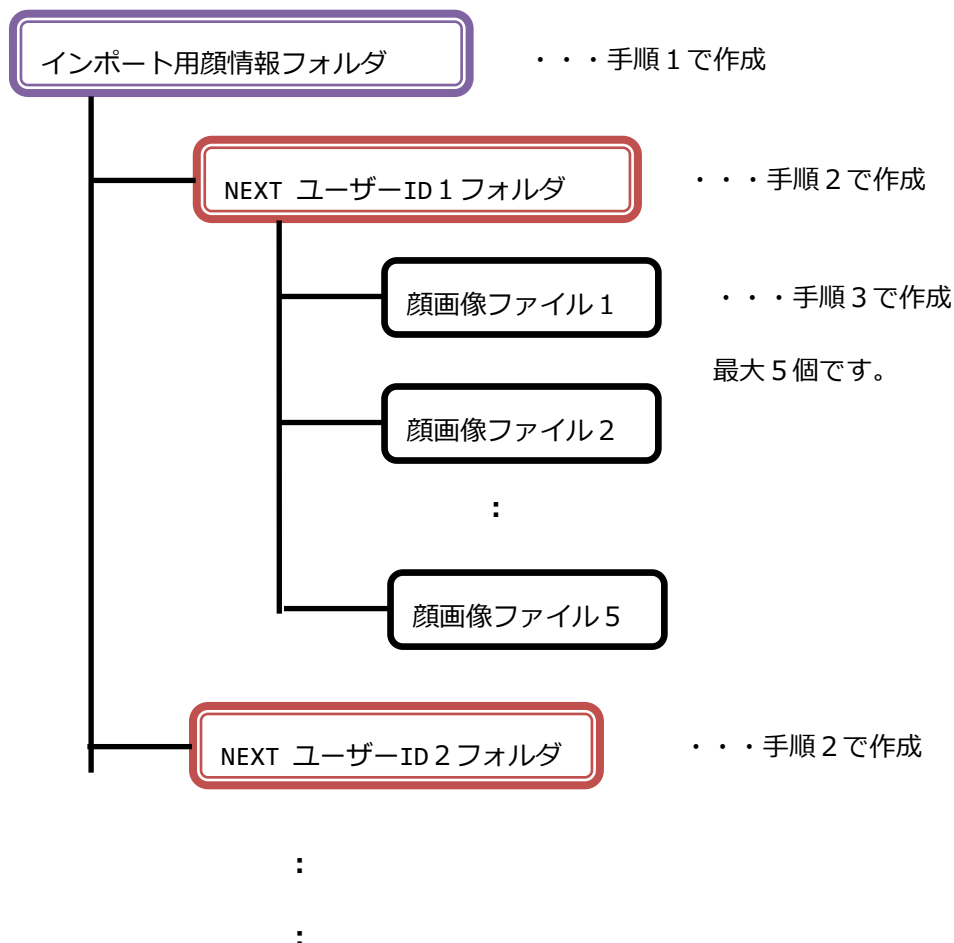 インポート用顔情報フォルダ ・・・手順1で作成
NEXT ユーザーID1フォルダ ・・・手順2で作成
顔画像ファイル1 ・・・手順3で作成
最大5個です。
顔画像ファイル2
:
顔画像ファイル5
NEXT ユーザーID2フォルダ ・・・手順2で作成
:
: